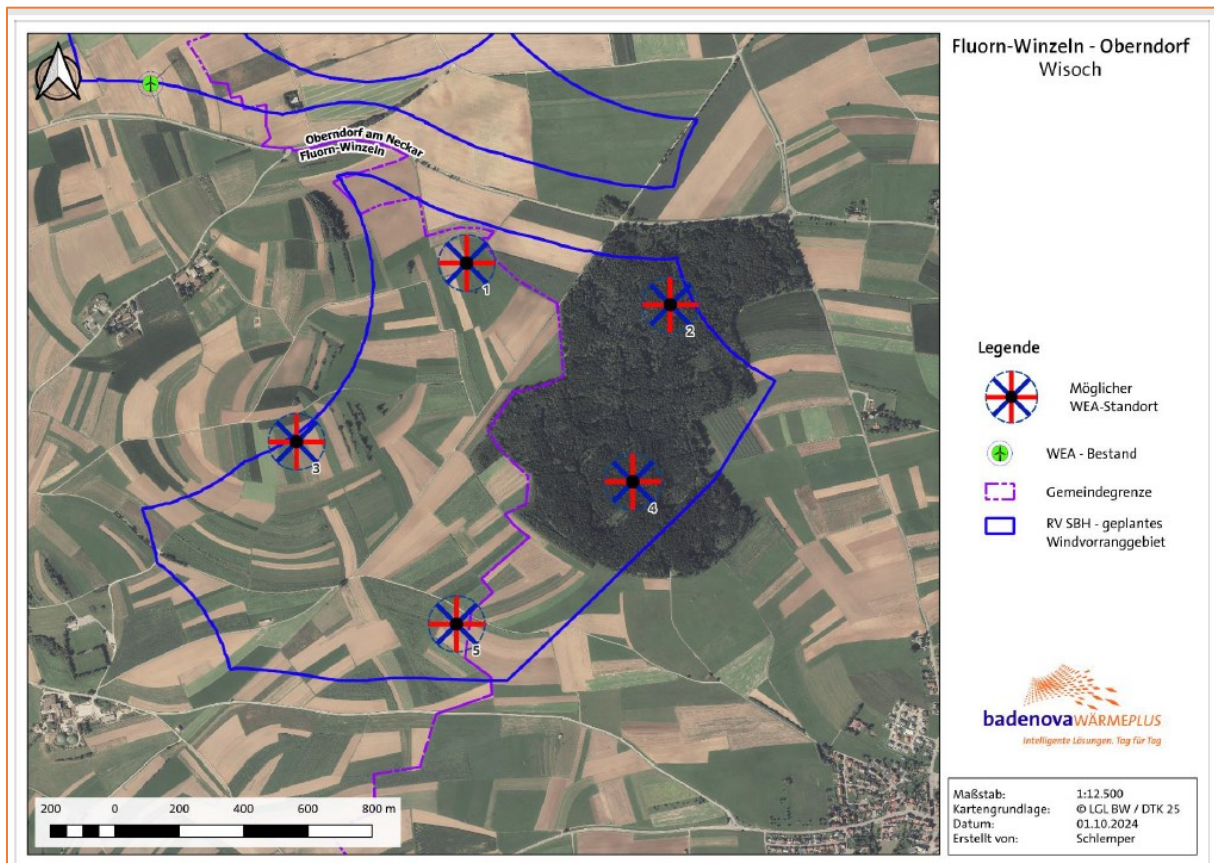 Fluorn-Winzeln - Oberndorf
Wisoch
Oberndorf am Neckar
Fluorn-Winzeln
1
2
3
4
5
Legende
Möglicher
WEA-Standort
WEA - Bestand
Gemeindegrenze
RV SBH - geplantes
Windvorranggebiet
badenovaWÄRMEPLUS
Intelligente Lösungen. Tag für Tag
200 0 200 400 600 800 m
Maßstab: 1:12.500
Kartengrundlage: © LGL BW / DTK 25
Datum: 01.10.2024
Erstellt von: Schlemper